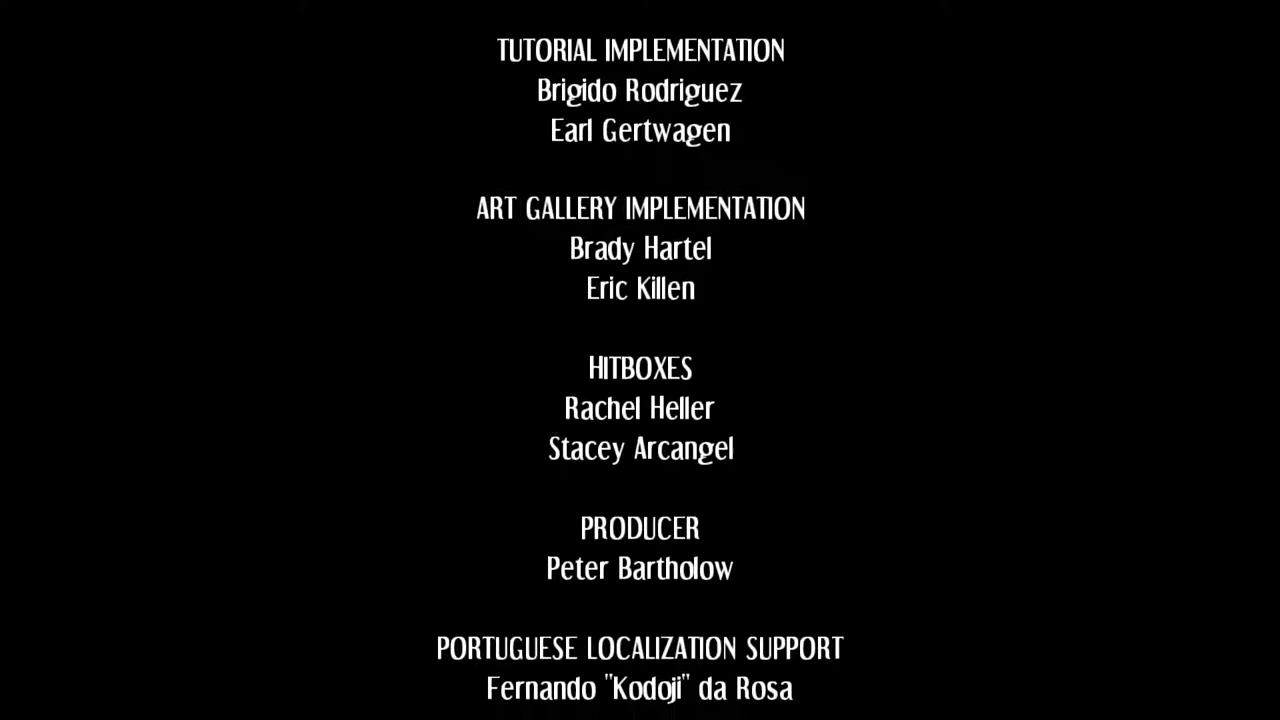 TUTORIAL IMPLEMENTATION
Brigido Rodriguez
Earl Gertwagen
ART GALLERY IMPLEMENTATION
Brady Hartel
Eric Killen
HITBOXES
Rachel Heller
Stacey Arcangel
PRODUCER
Peter Bartholow
PORTUGUESE LOCALIZATION SUPPORT
Fernando "Kodoji" da Rosa